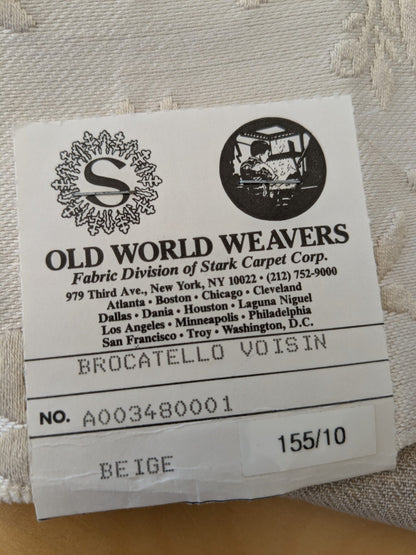 S
OLD WORLD WEAVERS
Fabric Division of Stark Carpet Corp.
979 Third Ave., New York, NY 10022 • (212) 752-9000
Atlanta • Boston • Chicago • Cleveland
Dallas • Dania • Houston • Laguna Niguel
Los Angeles • Minneapolis • Philadelphia
San Francisco • Troy • Washington, D.C.
BROCATELLO VOISIN
NO. A003480001
BEIGE 155/10